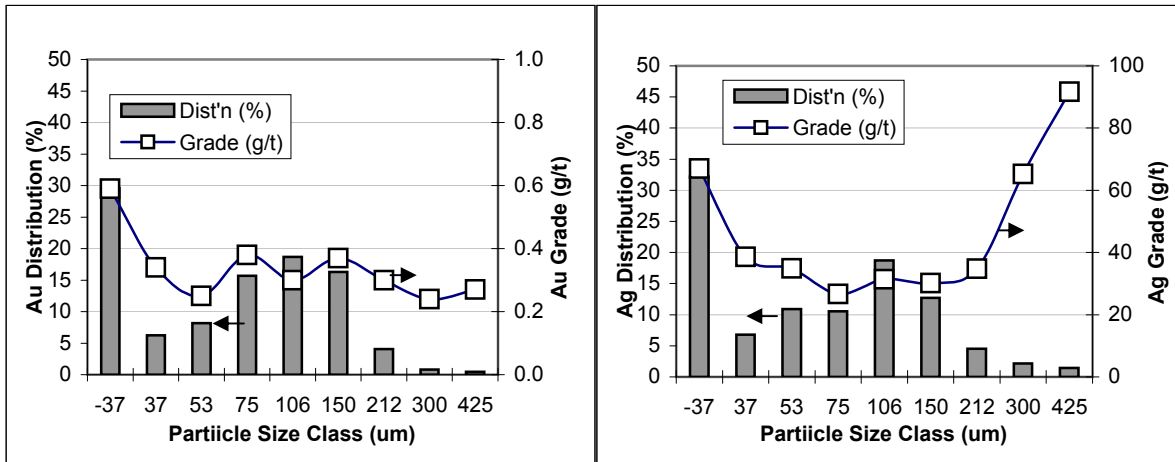 50
45
40
35
30
25
20
15
10
5
0
Au Distribution (%)
Dist'n (%)
Grade (g/t)
1.0
0.8
0.6
0.4
0.2
0.0
Au Grade (g/t)
-37 37 53 75 106 150 212 300 425
Partiicle Size Class (um)
50
45
40
35
30
25
20
15
10
5
0
Ag Distribution (%)
Dist'n (%)
Grade (g/t)
100
80
60
40
20
0
Ag Grade (g/t)
-37 37 53 75 106 150 212 300 425
Partiicle Size Class (um)